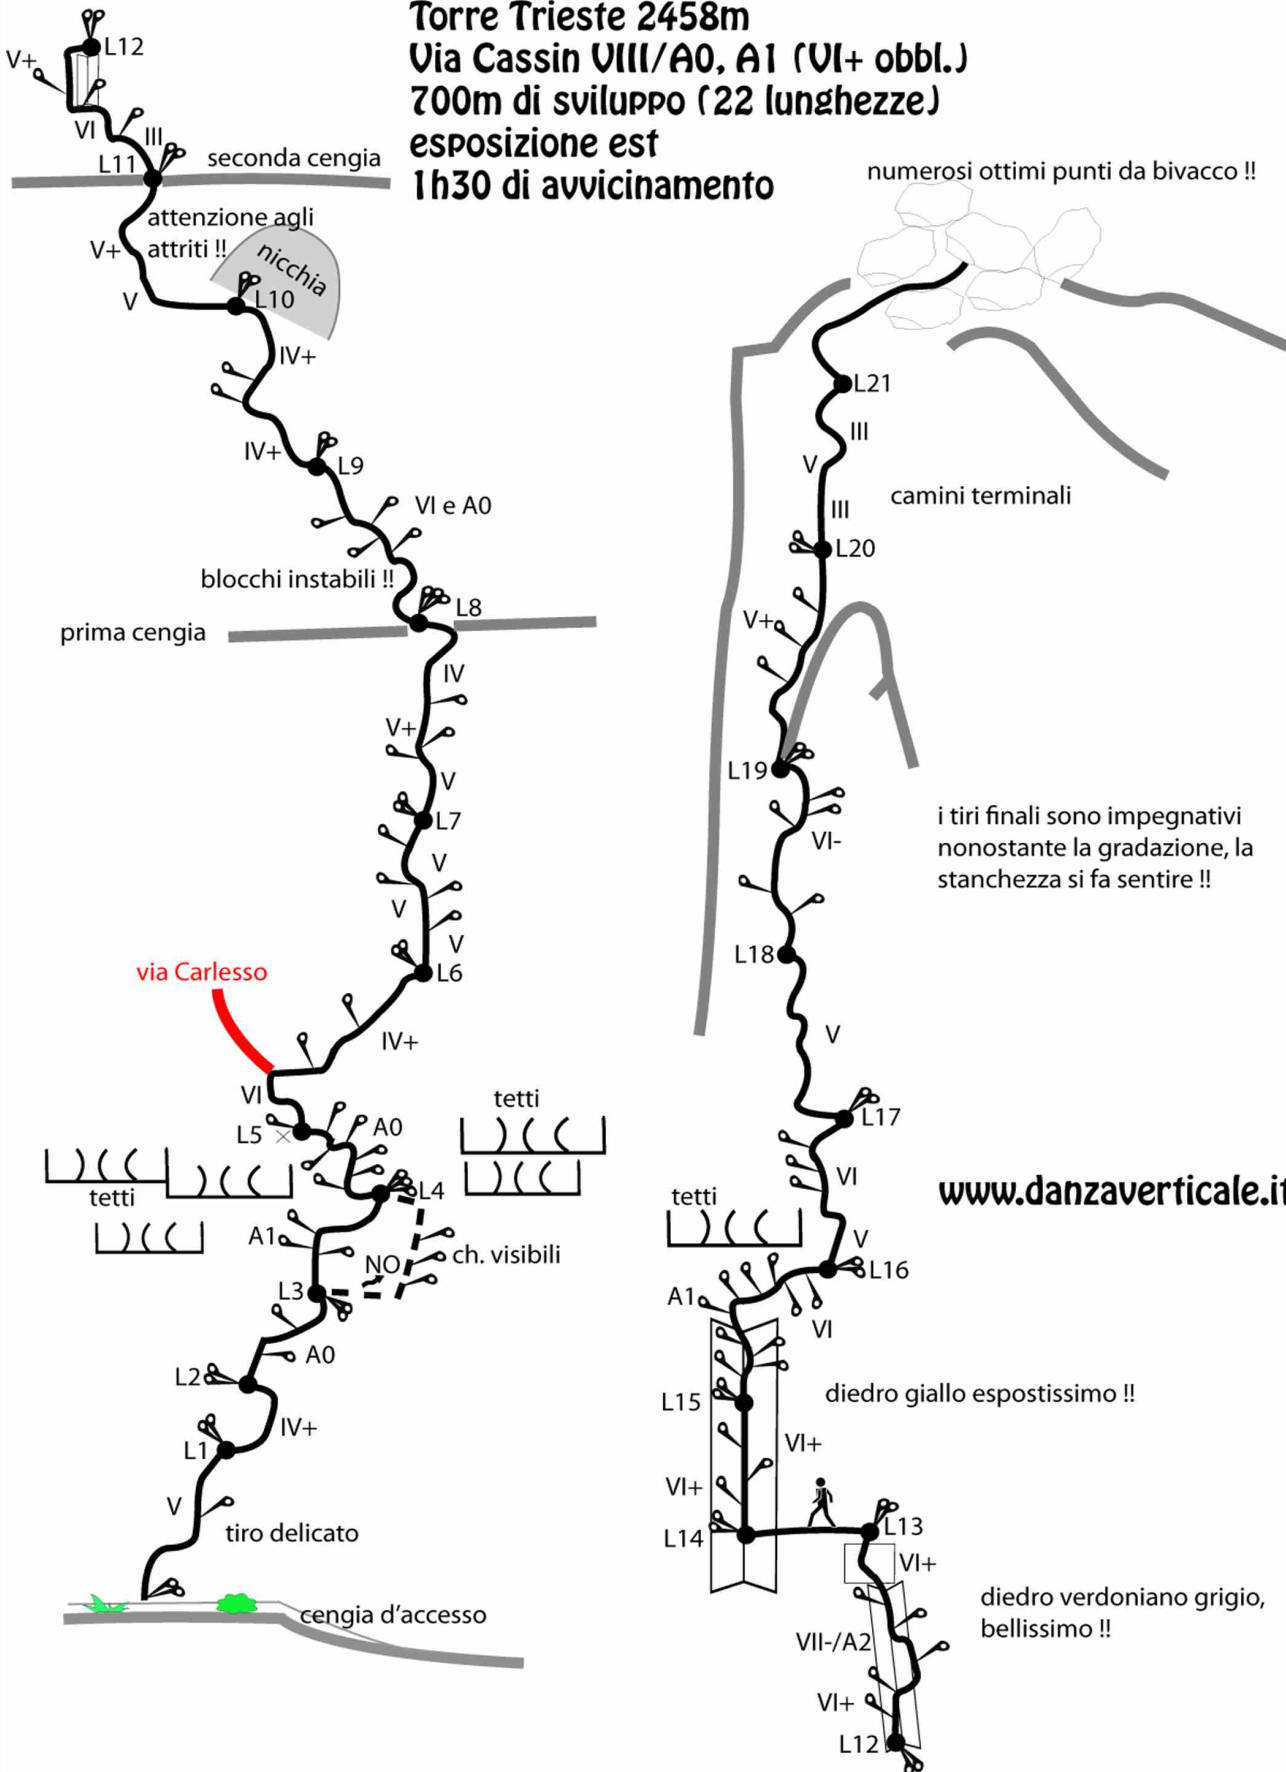 Torre Trieste 2458m
Via Cassin VIII/A0, A1 (VI+ obbl.)
700m di sviluppo (22 lunghezze)
esposizione est
1h30 di avvicinamento
L12
V+
VI
III
L11
seconda cengia
attenzione agli
attriti !!
V+
nicchia
V
L10
IV+
IV+
L9
VI e A0
blocchi instabili !!
L8
prima cengia
IV
V+
V
L7
V
V
V
L6
via Carlesso
IV+
VI
L5
A0
tetti
tetti
L4
A1
NO
ch. visibili
L3
A0
L2
IV+
L1
V
tiro delicato
cengia d'accesso
numerosi ottimi punti da bivacco !!
L21
III
V
camini terminali
III
L20
V+
L19
i tiri finali sono impegnativi
nonostante la gradazione, la
stanchezza si fa sentire !!
VI-
L18
V
L17
VI
www.danzaverticale.it
tetti
V
L16
A1
VI
diedro giallo espostissimo !!
L15
VI+
VI+
L14
L13
VI+
diedro verdoniano grigio,
bellissimo !!
VII-/A2
VI+
L12